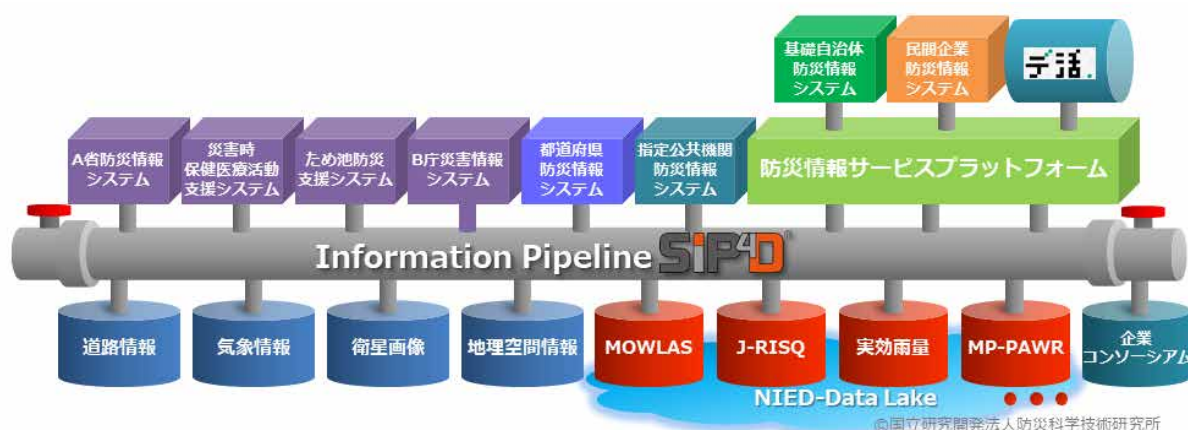 基礎自治体
防災情報
システム
民間企業
防災情報
システム
デ活.
A省防災情報
システム
災害時
保健医療活動
支援システム
ため池防災
支援システム
B庁災害情報
システム
都道府県
防災情報
システム
指定公共機関
防災情報
システム
防災情報サービスプラットフォーム
Information Pipeline SIP4D®
道路情報
気象情報
衛星画像
地理空間情報
MOWLAS
J-RISQ
実効雨量
MP-PAWR
企業
コンソーシアム
NIED-Data Lake
©国立研究開発法人防災科学技術研究所